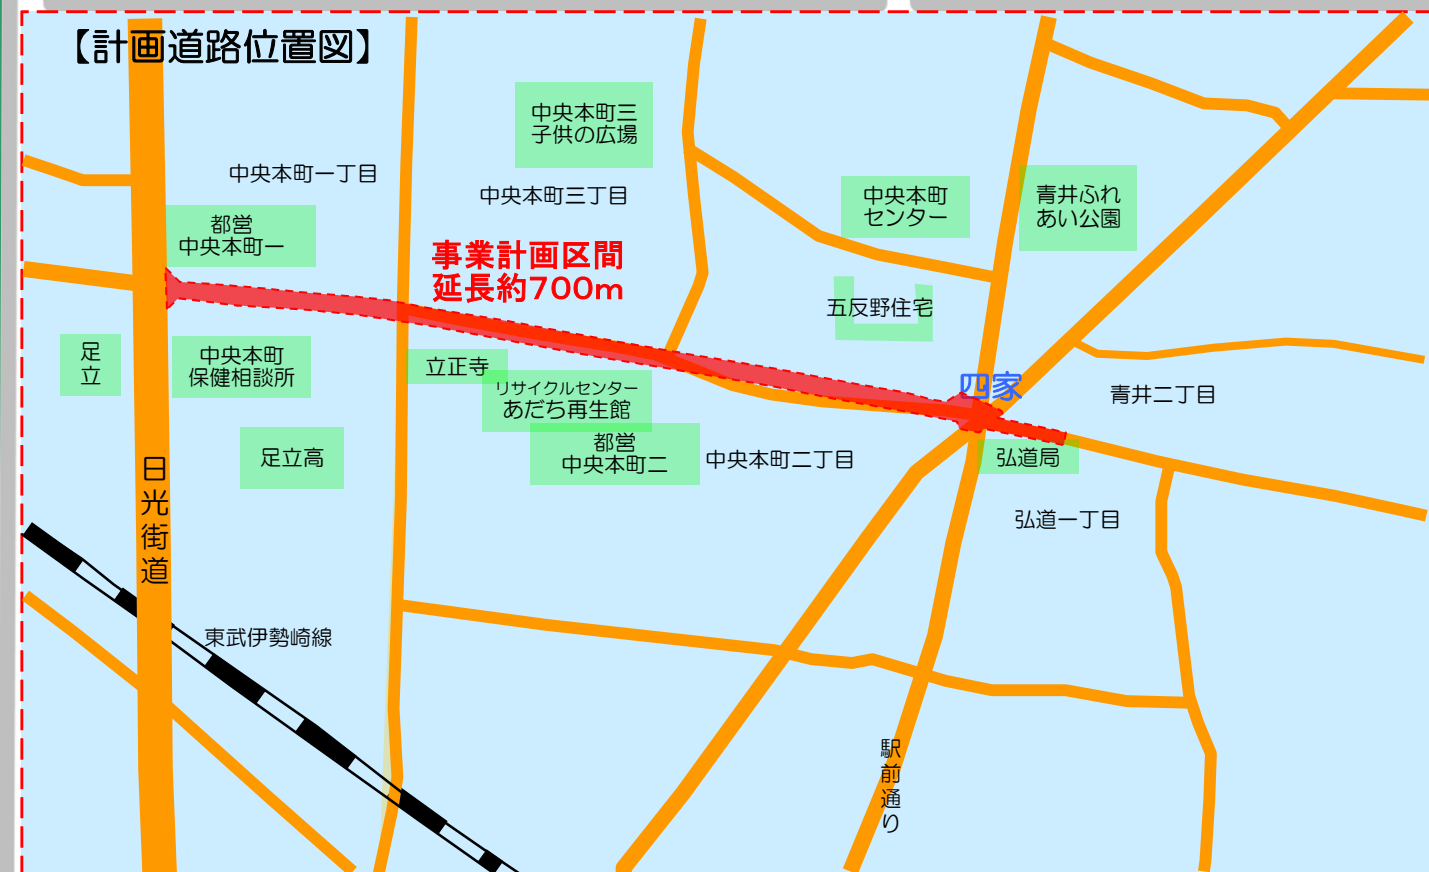 【計画道路位置図】
中央本町三
子供の広場
中央本町一丁目
中央本町三丁目
中央本町
センター
青井ふれ
あい公園
都営
中央本町一
事業計画区間
延長約700m
五反野住宅
足
立
中央本町
保健相談所
立正寺
リサイクルセンター
あだち再生館
四家
青井二丁目
足立高
都営
中央本町二
中央本町二丁目
弘道局
日光街道
弘道一丁目
東武伊勢崎線
駅前通り